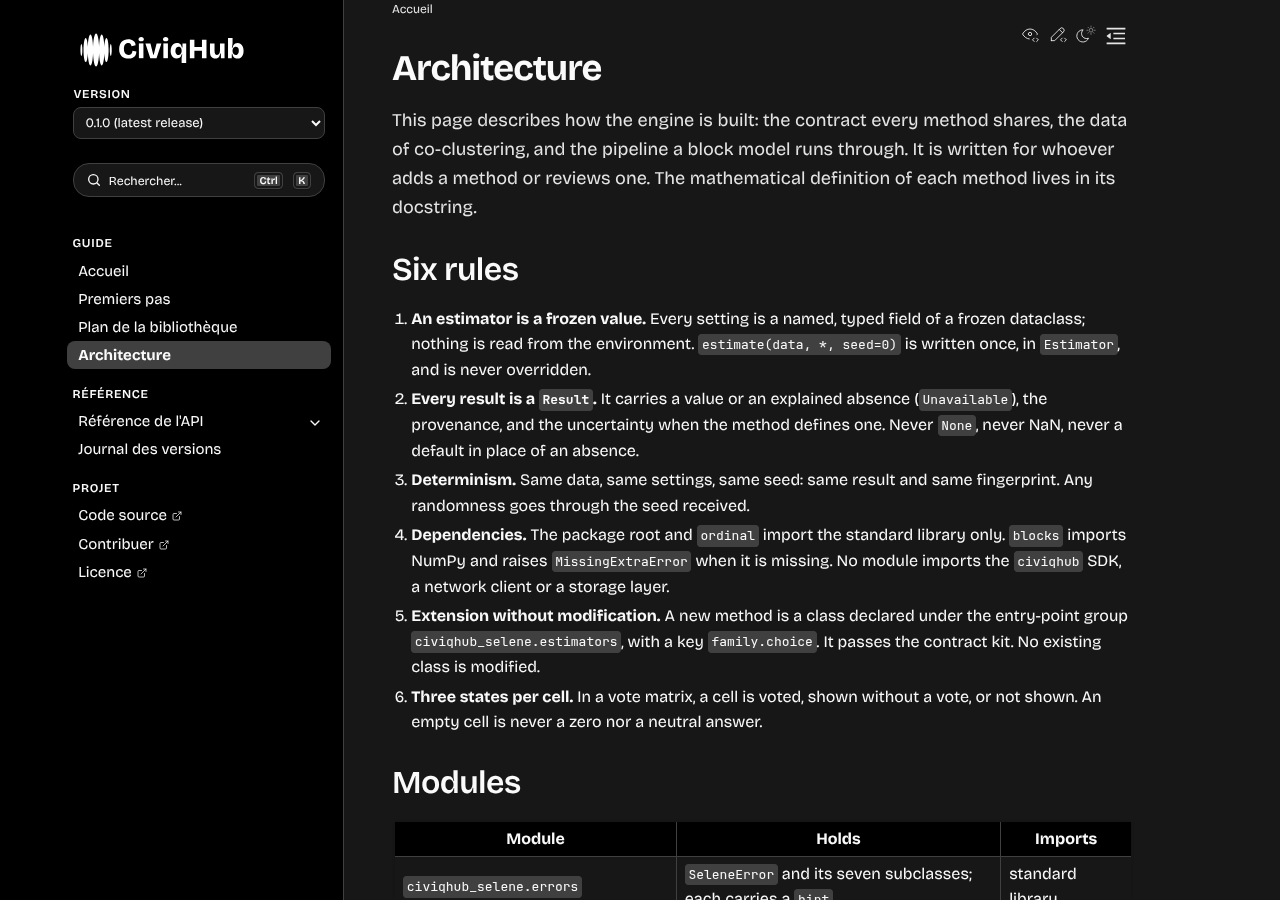 CiviqHub
VERSION
0.1.0 (latest release)
Rechercher...
Ctrl
K
GUIDE
Accueil
Premiers pas
Plan de la bibliothèque
Architecture
RÉFÉRENCE
Référence de l'API
Journal des versions
PROJET
Code source
Contribuer
Licence
Accueil
Architecture
This page describes how the engine is built: the contract every method shares, the data
of co-clustering, and the pipeline a block model runs through. It is written for whoever
adds a method or reviews one. The mathematical definition of each method lives in its
docstring.
Six rules
1. An estimator is a frozen value. Every setting is a named, typed field of a frozen dataclass;
nothing is read from the environment. estimate(data, *, seed=0) is written once, in Estimator,
and is never overridden.
2. Every result is a Result. It carries a value or an explained absence (Unavailable), the
provenance, and the uncertainty when the method defines one. Never None, never NaN, never a
default in place of an absence.
3. Determinism. Same data, same settings, same seed: same result and same fingerprint. Any
randomness goes through the seed received.
4. Dependencies. The package root and ordinal import the standard library only. blocks imports
NumPy and raises MissingExtraError when it is missing. No module imports the civiqhub SDK,
a network client or a storage layer.
5. Extension without modification. A new method is a class declared under the entry-point group
civiqhub_selene.estimators, with a key family.choice. It passes the contract kit. No existing
class is modified.
6. Three states per cell. In a vote matrix, a cell is voted, shown without a vote, or not shown. An
empty cell is never a zero nor a neutral answer.
Modules
Module
Holds
Imports
civiqhub_selene.errors
SeleneError and its seven subclasses;
each carries a hint
standard
library